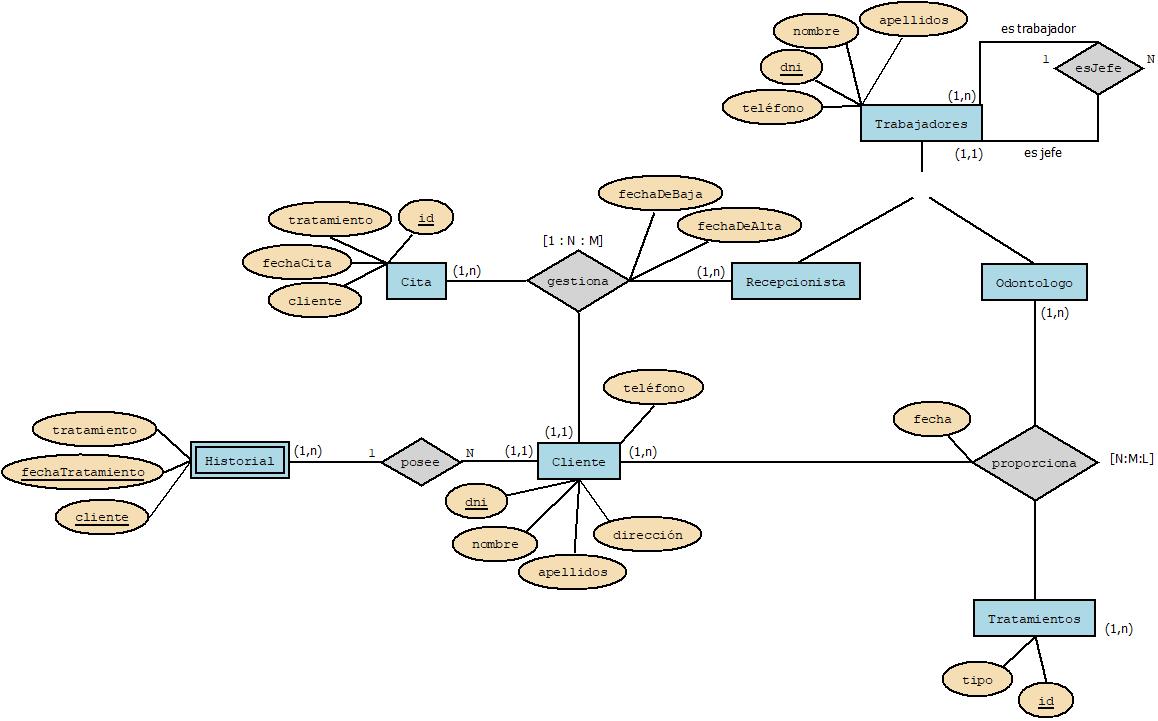 apellidos
es trabajador
nombre
dni
1
esJefe
N
teléfono
(1,n)
Trabajadores
(1,1)
es jefe
fechaDeBaja
tratamiento
id
fechaDeAlta
[1 : N : M]
fechaCita
(1,n)
(1,n)
Cita
gestiona
Recepcionista
Odontologo
cliente
(1,n)
teléfono
fecha
tratamiento
(1,1)
(1,n)
1
N
(1,1)
(1,n)
Historial
posee
Cliente
proporciona
[N:M:L]
fechaTratamiento
dni
cliente
nombre
dirección
apellidos
Tratamientos
(1,n)
tipo
id